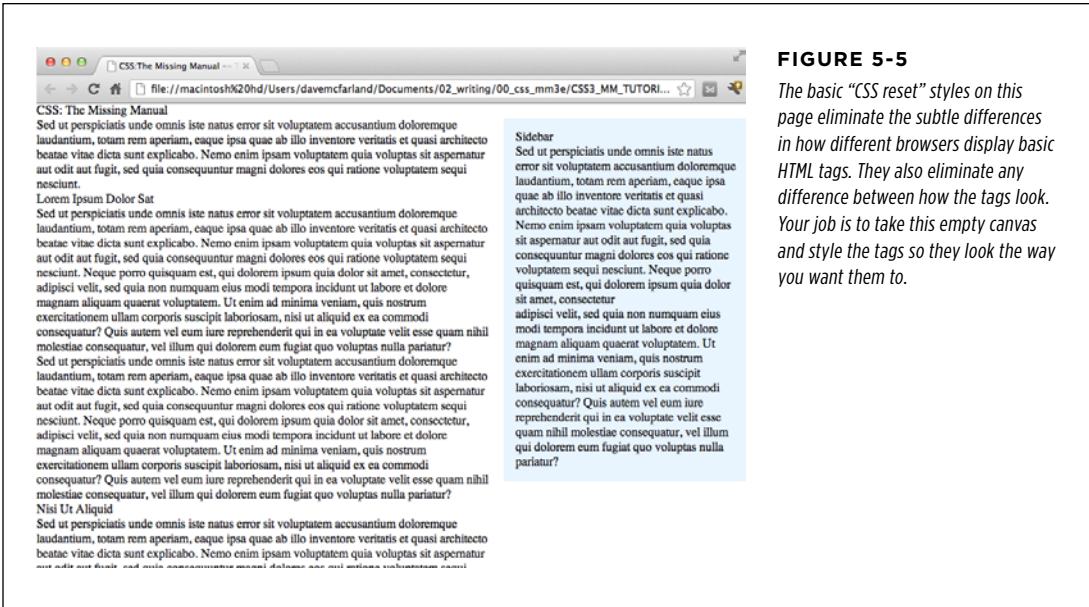 CSS:The Missing Manual
file://macintosh%20hd/Users/davemcfarland/Documents/02_writing/00_css_mm3e/CSS3_MM_TUTORI...
CSS: The Missing Manual
Sed ut perspiciatis unde omnis iste natus error sit voluptatem accusantium doloremque
laudantium, totam rem aperiam, eaque ipsa quae ab illo inventore veritatis et quasi architecto
beatae vitae dicta sunt explicabo. Nemo enim ipsam voluptatem quia voluptas sit aspernatur
aut odit aut fugit, sed quia consequuntur magni dolores eos qui ratione voluptatem sequi
nesciunt.
Lorem Ipsum Dolor Sat
Sed ut perspiciatis unde omnis iste natus error sit voluptatem accusantium doloremque
laudantium, totam rem aperiam, eaque ipsa quae ab illo inventore veritatis et quasi architecto
beatae vitae dicta sunt explicabo. Nemo enim ipsam voluptatem quia voluptas sit aspernatur
aut odit aut fugit, sed quia consequuntur magni dolores eos qui ratione voluptatem sequi
nesciunt. Neque porro quisquam est, qui dolorem ipsum quia dolor sit amet, consectetur,
adipisci velit, sed quia non numquam eius modi tempora incidunt ut labore et dolore
magnam aliquam quaerat voluptatem. Ut enim ad minima veniam, quis nostrum
exercitationem ullam corporis suscipit laboriosam, nisi ut aliquid ex ea commodi
consequatur? Quis autem vel eum iure reprehenderit qui in ea voluptate velit esse quam nihil
molestiae consequatur, vel illum qui dolorem eum fugiat quo voluptas nulla pariatur?
Sed ut perspiciatis unde omnis iste natus error sit voluptatem accusantium doloremque
laudantium, totam rem aperiam, eaque ipsa quae ab illo inventore veritatis et quasi architecto
beatae vitae dicta sunt explicabo. Nemo enim ipsam voluptatem quia voluptas sit aspernatur
aut odit aut fugit, sed quia consequuntur magni dolores eos qui ratione voluptatem sequi
nesciunt. Neque porro quisquam est, qui dolorem ipsum quia dolor sit amet, consectetur,
adipisci velit, sed quia non numquam eius modi tempora incidunt ut labore et dolore
magnam aliquam quaerat voluptatem. Ut enim ad minima veniam, quis nostrum
exercitationem ullam corporis suscipit laboriosam, nisi ut aliquid ex ea commodi
consequatur? Quis autem vel eum iure reprehenderit qui in ea voluptate velit esse quam nihil
molestiae consequatur, vel illum qui dolorem eum fugiat quo voluptas nulla pariatur?
Nisi Ut Aliquid
Sed ut perspiciatis unde omnis iste natus error sit voluptatem accusantium doloremque
laudantium, totam rem aperiam, eaque ipsa quae ab illo inventore veritatis et quasi architecto
beatae vitae dicta sunt explicabo. Nemo enim ipsam voluptatem quia voluptas sit aspernatur
aut odit aut fugit, sed quia consequuntur magni dolores eos qui ratione voluptatem sequi
Sidebar
Sed ut perspiciatis unde omnis iste natus
error sit voluptatem accusantium doloremque
laudantium, totam rem aperiam, eaque ipsa
quae ab illo inventore veritatis et quasi
architecto beatae vitae dicta sunt explicabo.
Nemo enim ipsam voluptatem quia voluptas
sit aspernatur aut odit aut fugit, sed quia
consequuntur magni dolores eos qui ratione
voluptatem sequi nesciunt. Neque porro
quisquam est, qui dolorem ipsum quia dolor
sit amet, consectetur
adipisci velit, sed quia non numquam eius
modi tempora incidunt ut labore et dolore
magnam aliquam quaerat voluptatem. Ut
enim ad minima veniam, quis nostrum
exercitationem ullam corporis suscipit
laboriosam, nisi ut aliquid ex ea commodi
consequatur? Quis autem vel eum iure
reprehenderit qui in ea voluptate velit esse
quam nihil molestiae consequatur, vel illum
qui dolorem eum fugiat quo voluptas nulla
pariatur?
FIGURE 5-5
The basic “CSS reset” styles on this
page eliminate the subtle differences
in how different browsers display basic
HTML tags. They also eliminate any
difference between how the tags look.
Your job is to take this empty canvas
and style the tags so they look the way
you want them to.